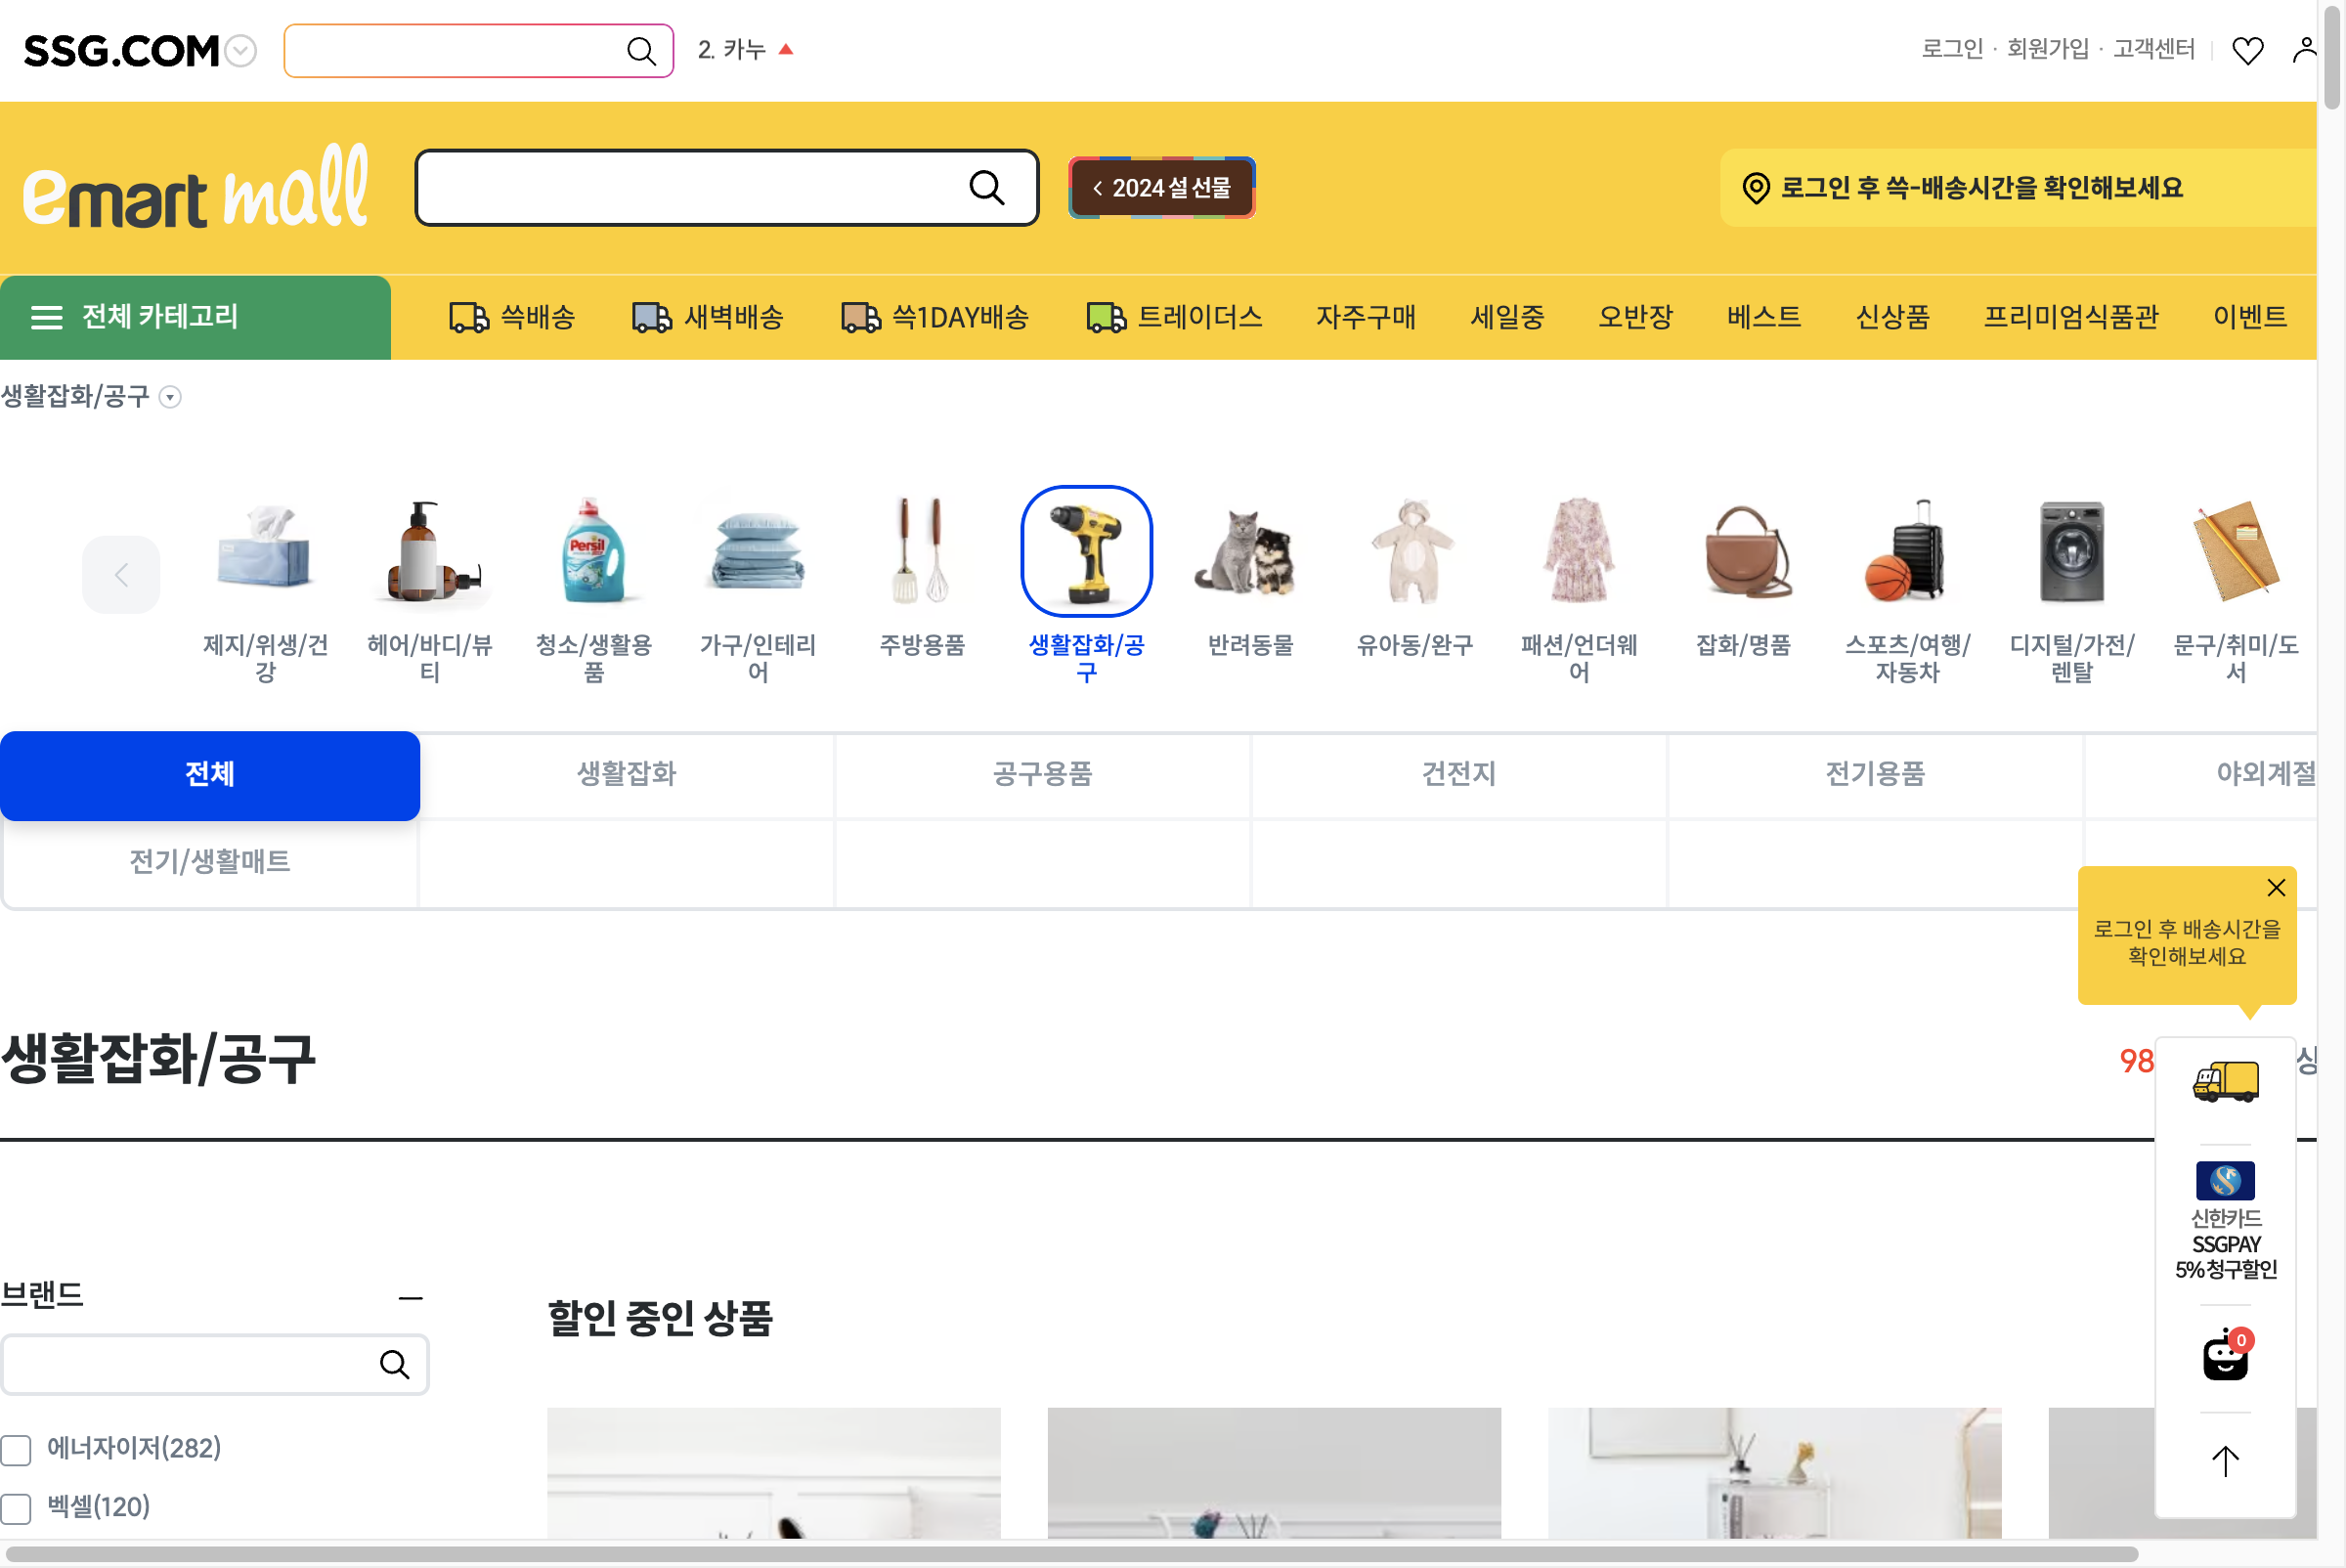 SSG.COM
2. 카누
로그인 · 회원가입 · 고객센터
emart mall
2024 설 선물
로그인 후 쓱-배송시간을 확인해보세요
전체 카테고리
쓱배송
새벽배송
쓱1DAY배송
트레이더스
자주구매
세일중
오반장
베스트
신상품
프리미엄식품관
이벤트
생활잡화/공구
제지/위생/건
강
헤어/바디/뷰
티
Persil
청소/생활용
품
가구/인테리
어
주방용품
생활잡화/공
구
반려동물
유아동/완구
패션/언더웨
어
잡화/명품
스포츠/여행/
자동차
디지털/가전/
렌탈
문구/취미/도
서
전체
생활잡화
공구용품
건전지
전기용품
야외계절
전기/생활매트
로그인 후 배송시간을
확인해보세요
생활잡화/공구
98
신한카드
SSGPAY
5% 청구할인
0
브랜드
할인 중인 상품
에너자이저(282)
벡셀(120)